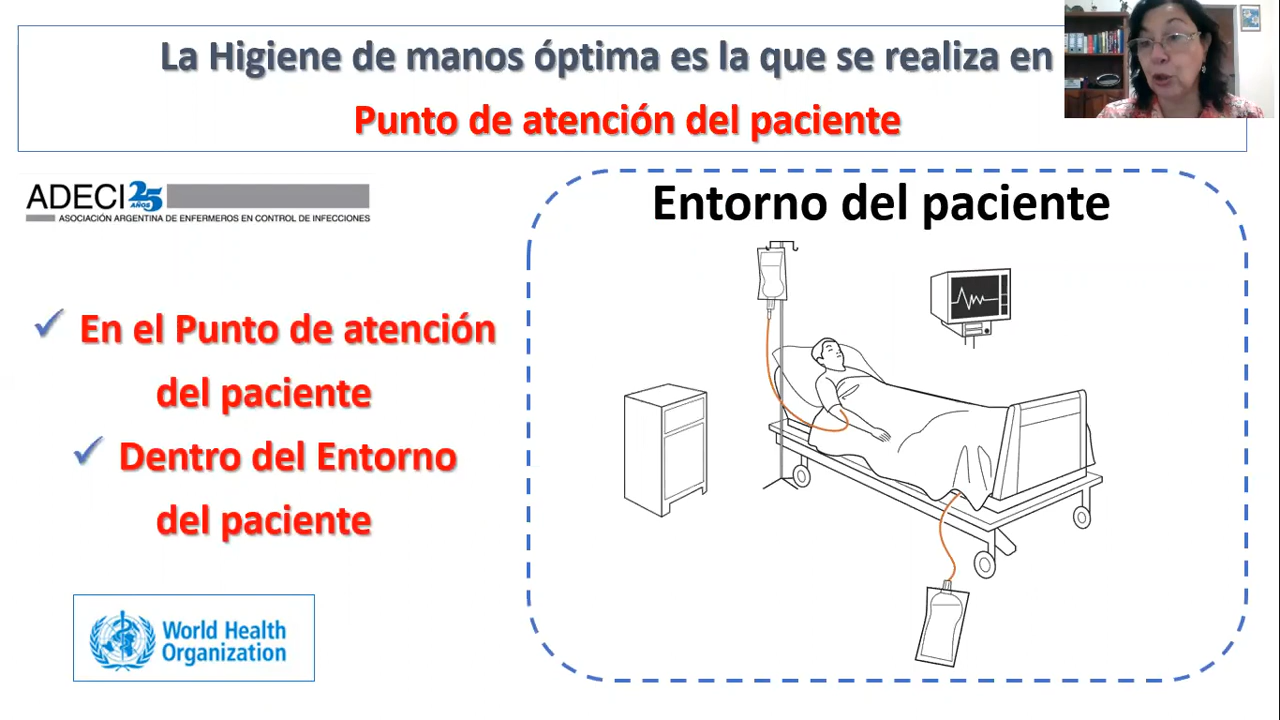 La Higiene de manos óptima es la que se realiza en
Punto de atención del paciente
ADECI 25
AÑOS
ASOCIACIÓN ARGENTINA DE ENFERMEROS EN CONTROL DE INFECCIONES
Entorno del paciente
En el Punto de atención
del paciente
Dentro del Entorno
del paciente
World Health
Organization